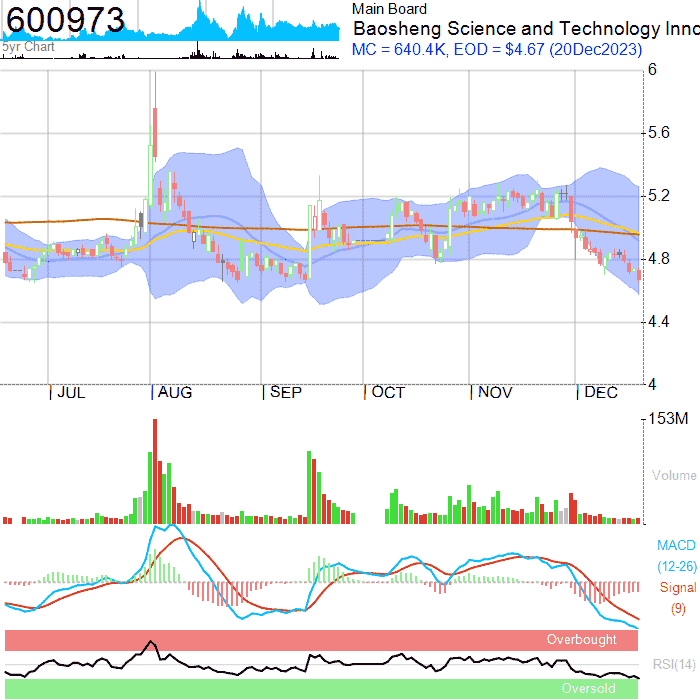 600973
5yr Chart
Main Board
Baosheng Science and Technology Inno
MC = 640.4K, EOD = $4.67 (20Dec2023)
6
5.6
5.2
4.8
4.4
4
JUL AUG SEP OCT NOV DEC
153M
Volume
MACD
(12-26)
Signal
(9)
Overbought
RSI(14)
Oversold